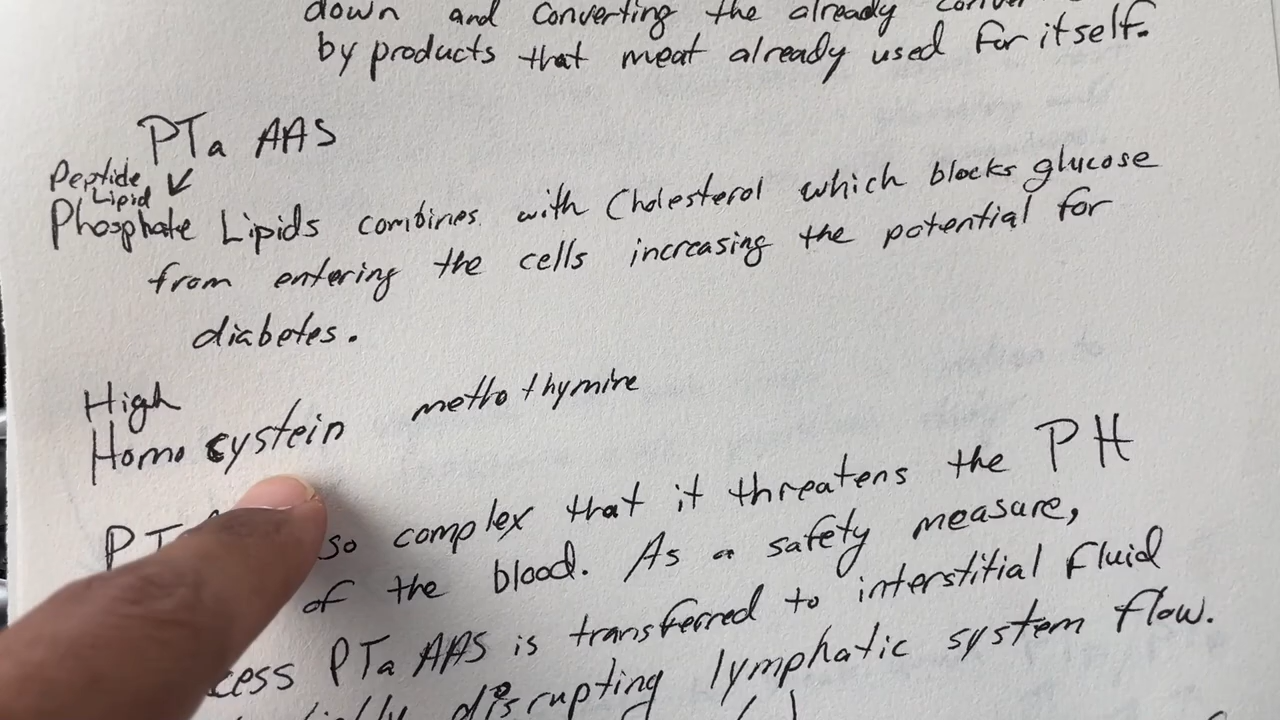 down and converting the already
by products that meat already used for itself.
PTa AAS
Peptide
Lipid
Phosphate Lipids combines with Cholesterol which blocks glucose
from entering the cells increasing the potential for
diabetes.
High
Homo cystein metho thymine
PTa so complex that it threatens the PH
of the blood. As a safety measure,
cess PTa AAS is transferred to interstitial fluid
disrupting lymphatic system flow.